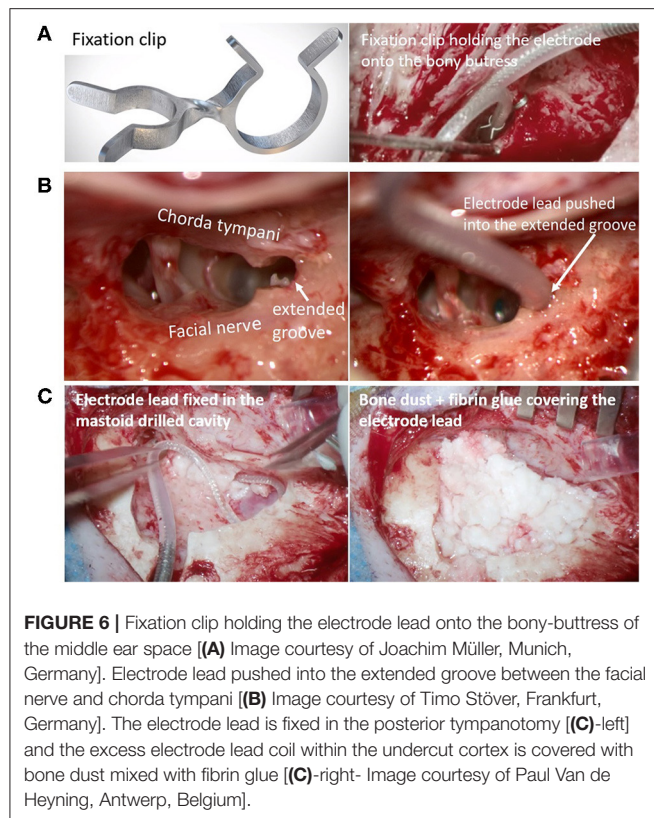 A
Fixation clip
Fixation clip holding the electrode
onto the bony butress
B
Chorda tympani
extended
groove
Facial nerve
Electrode lead pushed
into the extended groove
C
Electrode lead fixed in the
mastoid drilled cavity
Bone dust + fibrin glue covering the
electrode lead
FIGURE 6 | Fixation clip holding the electrode lead onto the bony-buttress of
the middle ear space [(A) Image courtesy of Joachim Müller, Munich,
Germany]. Electrode lead pushed into the extended groove between the facial
nerve and chorda tympani [(B) Image courtesy of Timo Stöver, Frankfurt,
Germany]. The electrode lead is fixed in the posterior tympanotomy [(C)-left]
and the excess electrode lead coil within the undercut cortex is covered with
bone dust mixed with fibrin glue [(C)-right- Image courtesy of Paul Van de
Heyning, Antwerp, Belgium].